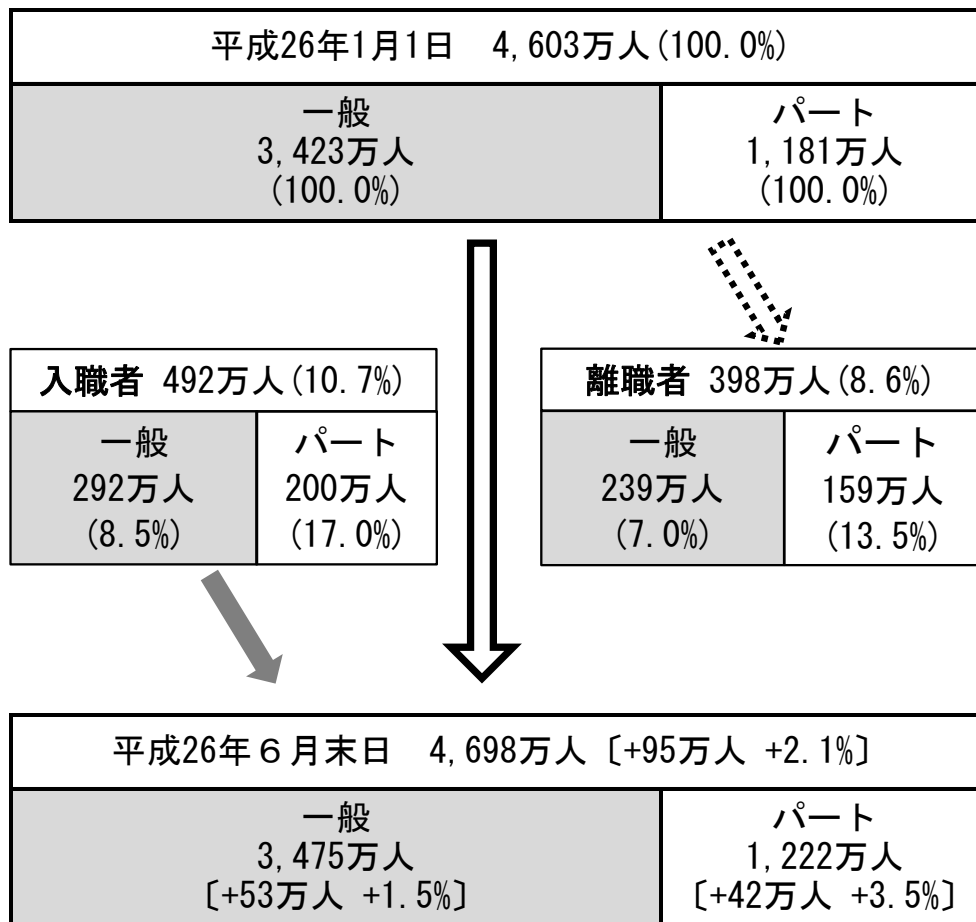 平成26年1月1日　4,603万人(100.0%)
一般
3,423万人
(100.0%)
パート
1,181万人
(100.0%)
入職者 492万人(10.7%)
一般
292万人
(8.5%)
パート
200万人
(17.0%)
離職者 398万人(8.6%)
一般
239万人
(7.0%)
パート
159万人
(13.5%)
平成26年６月末日　4,698万人〔+95万人 +2.1%〕
一般
3,475万人
〔+53万人 +1.5%〕
パート
1,222万人
〔+42万人 +3.5%〕